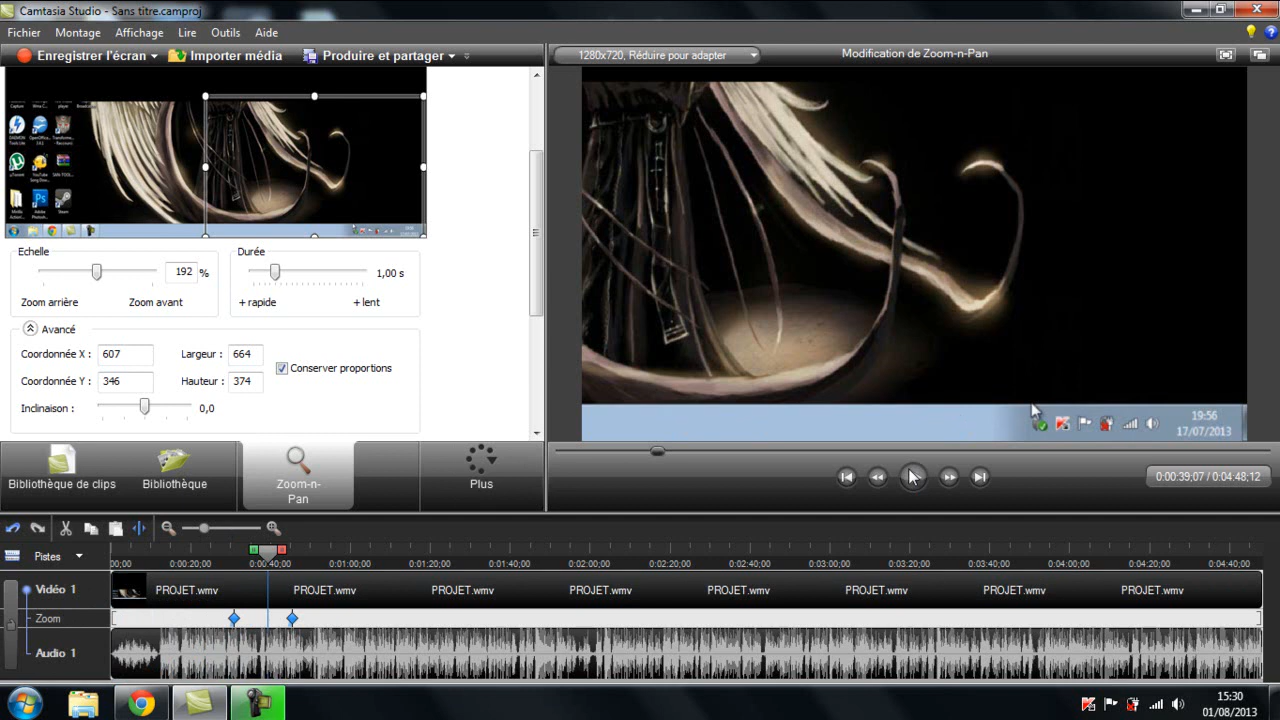 Camtasia Studio - Sans titre.camproj
Fichier Montage Affichage Lire Outils Aide
Enregistrer l'écran Importer média Produire et partager
1280x720, Réduire pour adapter
Modification de Zoom-n-Pan
Echelle
192 %
Zoom arrière Zoom avant
Durée
1,00 s
+ rapide + lent
Avancé
Coordonnée X : 607 Largeur : 664
Conserver proportions
Coordonnée Y : 346 Hauteur : 374
Inclinaison : 0,0
19:56
17/07/2013
Bibliothèque de clips
Bibliothèque
Zoom-n-
Pan
Plus
0:00:39;07 / 0:04:48;12
Pistes
00;00 0:00:20;00 0:00:40;00 0:01:00;00 0:01:20;00 0:01:40;00 0:02:00;00 0:02:20;00 0:02:40;00 0:03:00;00 0:03:20;00 0:03:40;00 0:04:00;00 0:04:20;00 0:04:40;00
Vidéo 1 PROJET.wmv PROJET.wmv PROJET.wmv PROJET.wmv PROJET.wmv PROJET.wmv PROJET.wmv PROJET.wmv
Zoom
Audio 1
15:30
01/08/2013